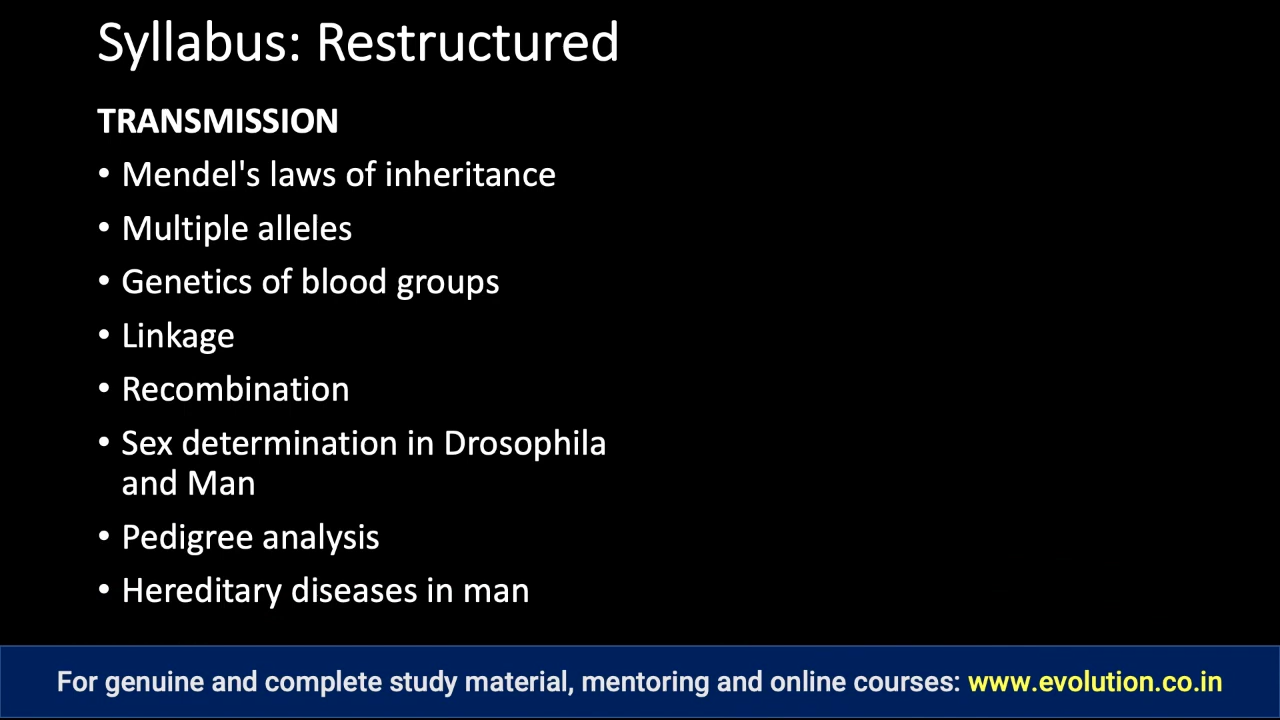 Syllabus: Restructured
TRANSMISSION
• Mendel's laws of inheritance
• Multiple alleles
• Genetics of blood groups
• Linkage
• Recombination
• Sex determination in Drosophila
and Man
• Pedigree analysis
• Hereditary diseases in man
For genuine and complete study material, mentoring and online courses: www.evolution.co.in